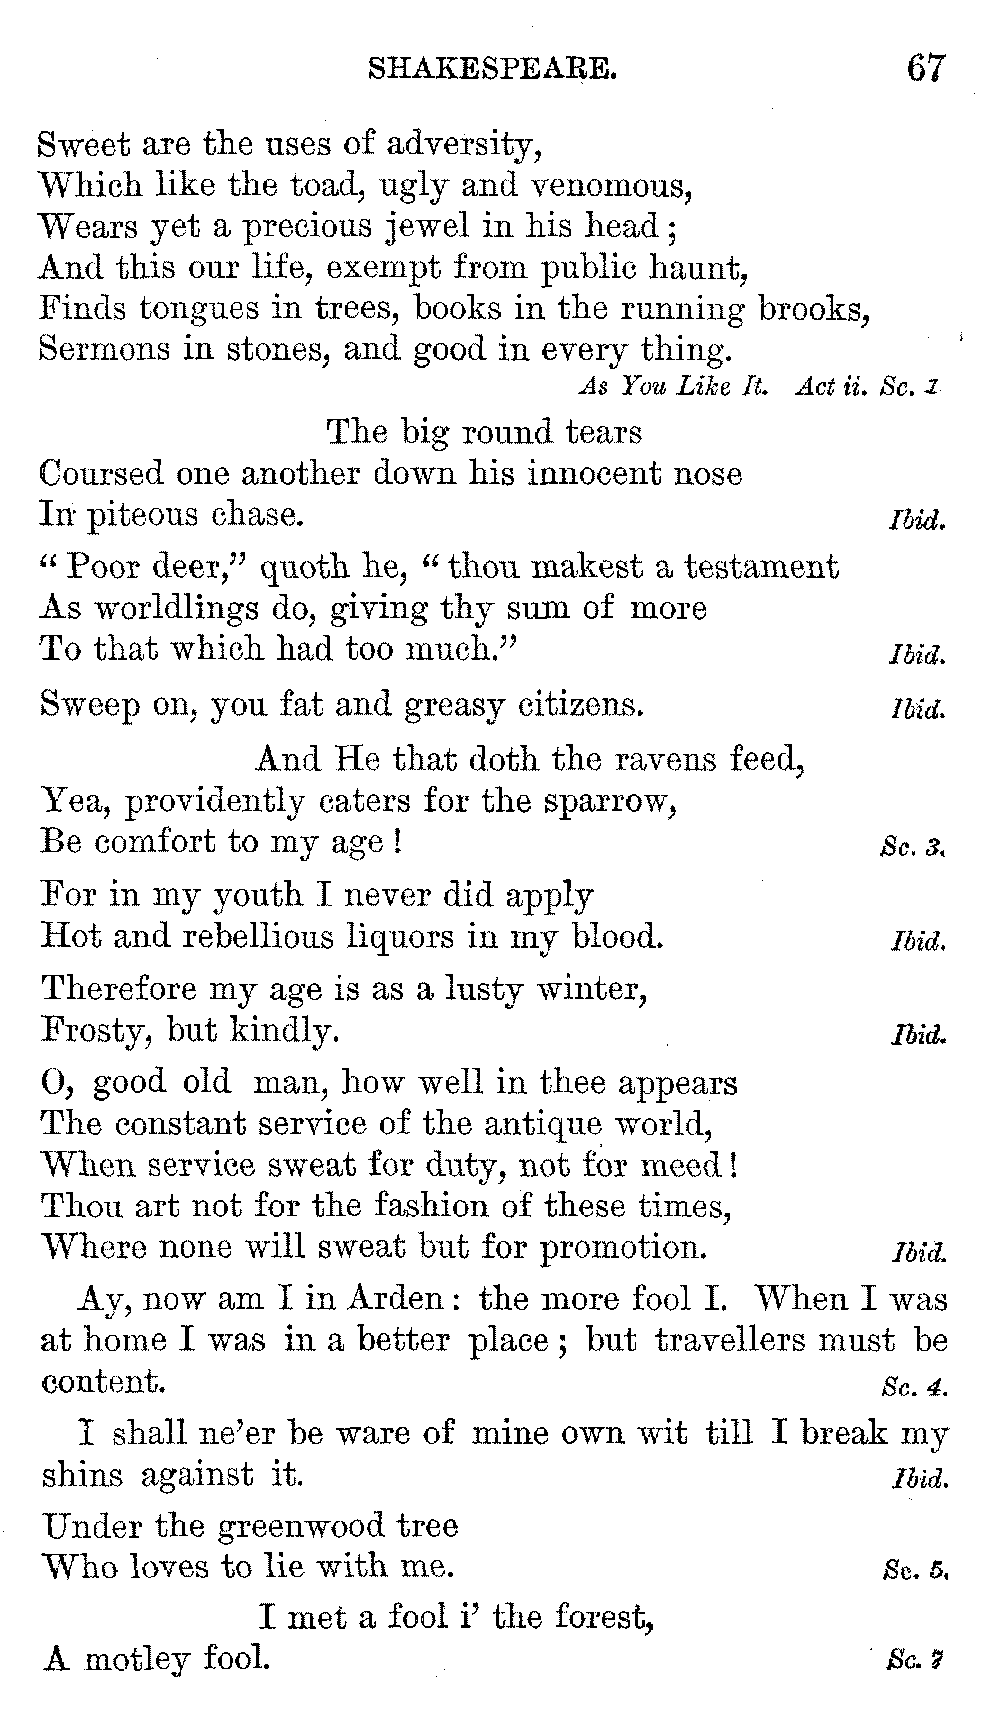 SHAKESPEARE. 67
Sweet are the uses of adversity,
Which like the toad, ugly and venomous,
Wears yet a precious jewel in his head ;
And this our life, exempt from public haunt,
Finds tongues in trees, books in the running brooks,
Sermons in stones, and good in every thing.
As You Like It. Act ii. Sc. 1
The big round tears
Coursed one another down his innocent nose
In piteous chase. Ibid.
“ Poor deer,” quoth he, “ thou makest a testament
As worldlings do, giving thy sum of more
To that which had too much.” Ibid.
Sweep on, you fat and greasy citizens. Ibid.
And He that doth the ravens feed,
Yea, providently caters for the sparrow,
Be comfort to my age ! Sc. 3.
For in my youth I never did apply
Hot and rebellious liquors in my blood. Ibid.
Therefore my age is as a lusty winter,
Frosty, but kindly. Ibid.
O, good old man, how well in thee appears
The constant service of the antique world,
When service sweat for duty, not for meed !
Thou art not for the fashion of these times,
Where none will sweat but for promotion. Ibid.
Ay, now am I in Arden : the more fool I. When I was
at home I was in a better place ; but travellers must be
content. Sc. 4.
I shall ne’er be ware of mine own wit till I break my
shins against it. Ibid.
Under the greenwood tree
Who loves to lie with me. Sc. 5.
I met a fool i’ the forest,
A motley fool. Sc. 7